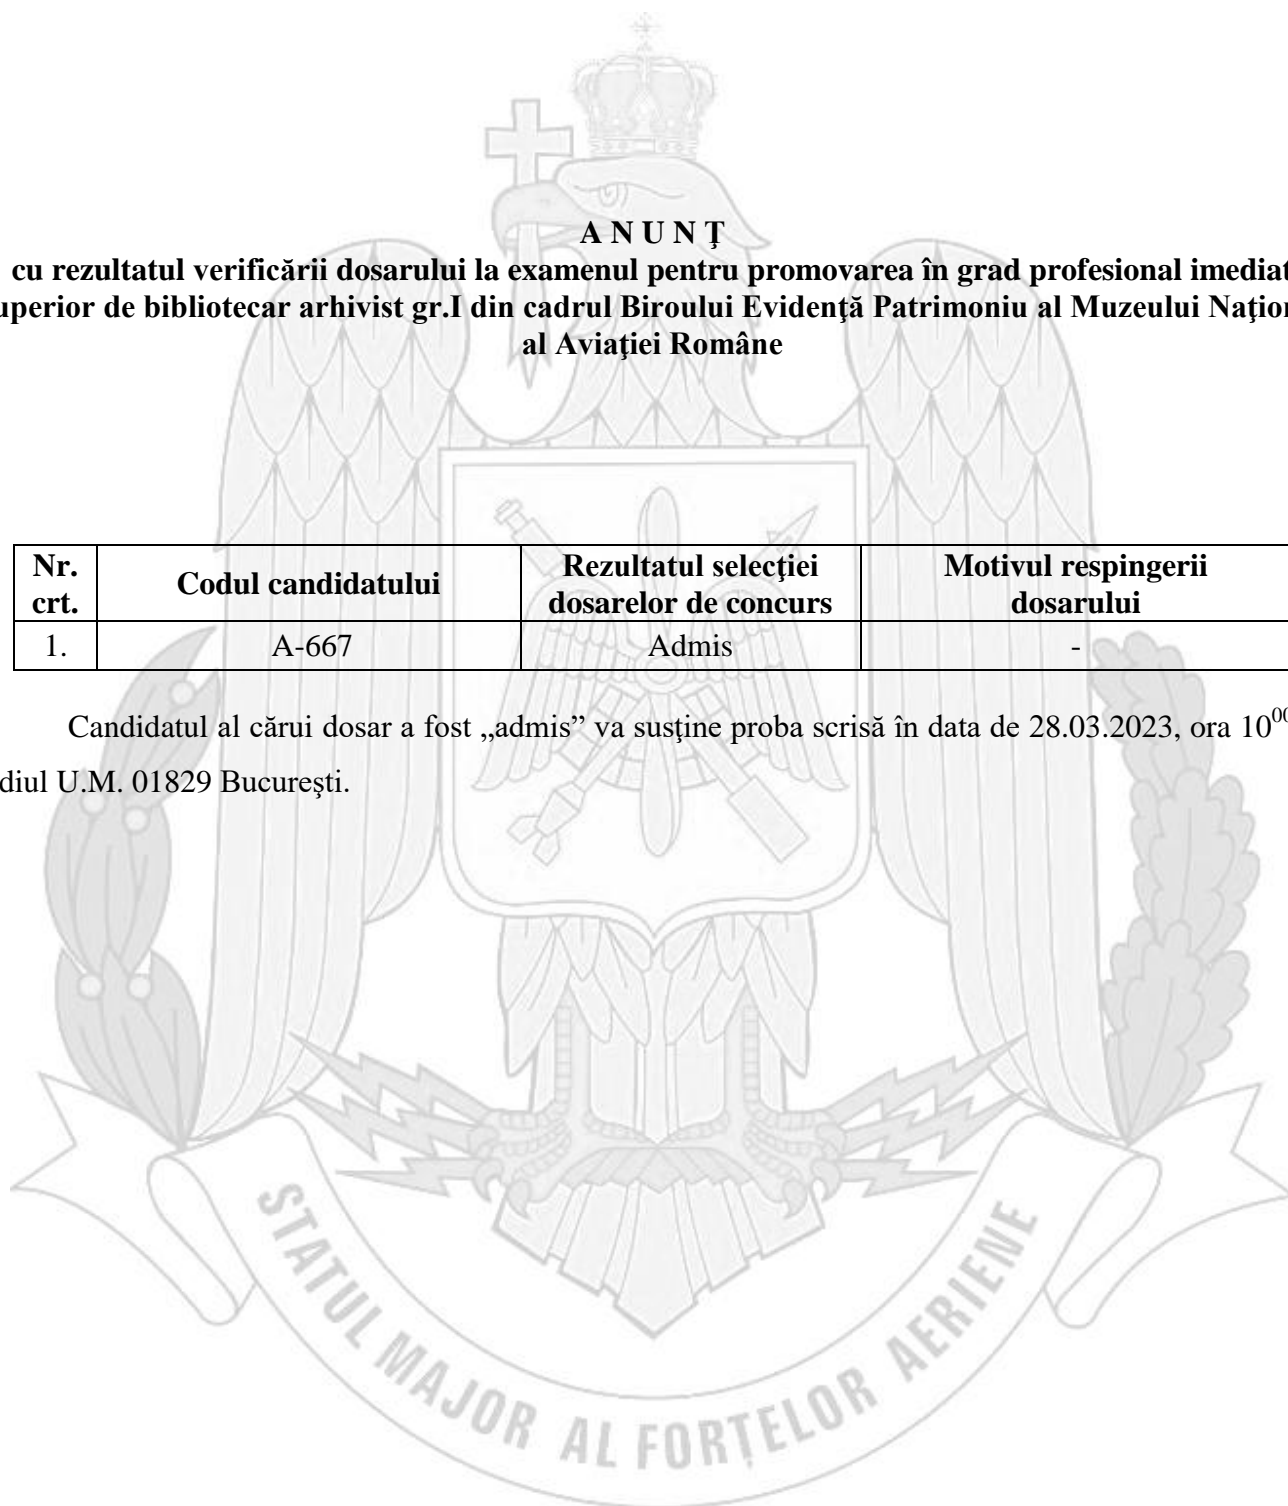 A N U N Ţ
cu rezultatul verificării dosarului la examenul pentru promovarea în grad profesional imediat
uperior de bibliotecar arhivist gr.I din cadrul Biroului Evidenţă Patrimoniu al Muzeului Naţion
al Aviaţiei Române
Nr. crt. Codul candidatului Rezultatul selecţiei dosarelor de concurs Motivul respingerii dosarului
1. A-667 Admis -
Candidatul al cărui dosar a fost „admis” va susţine proba scrisă în data de 28.03.2023, ora 10⁰⁰
diul U.M. 01829 Bucureşti.
STATUL MAJOR AL FORȚELOR AERIENE